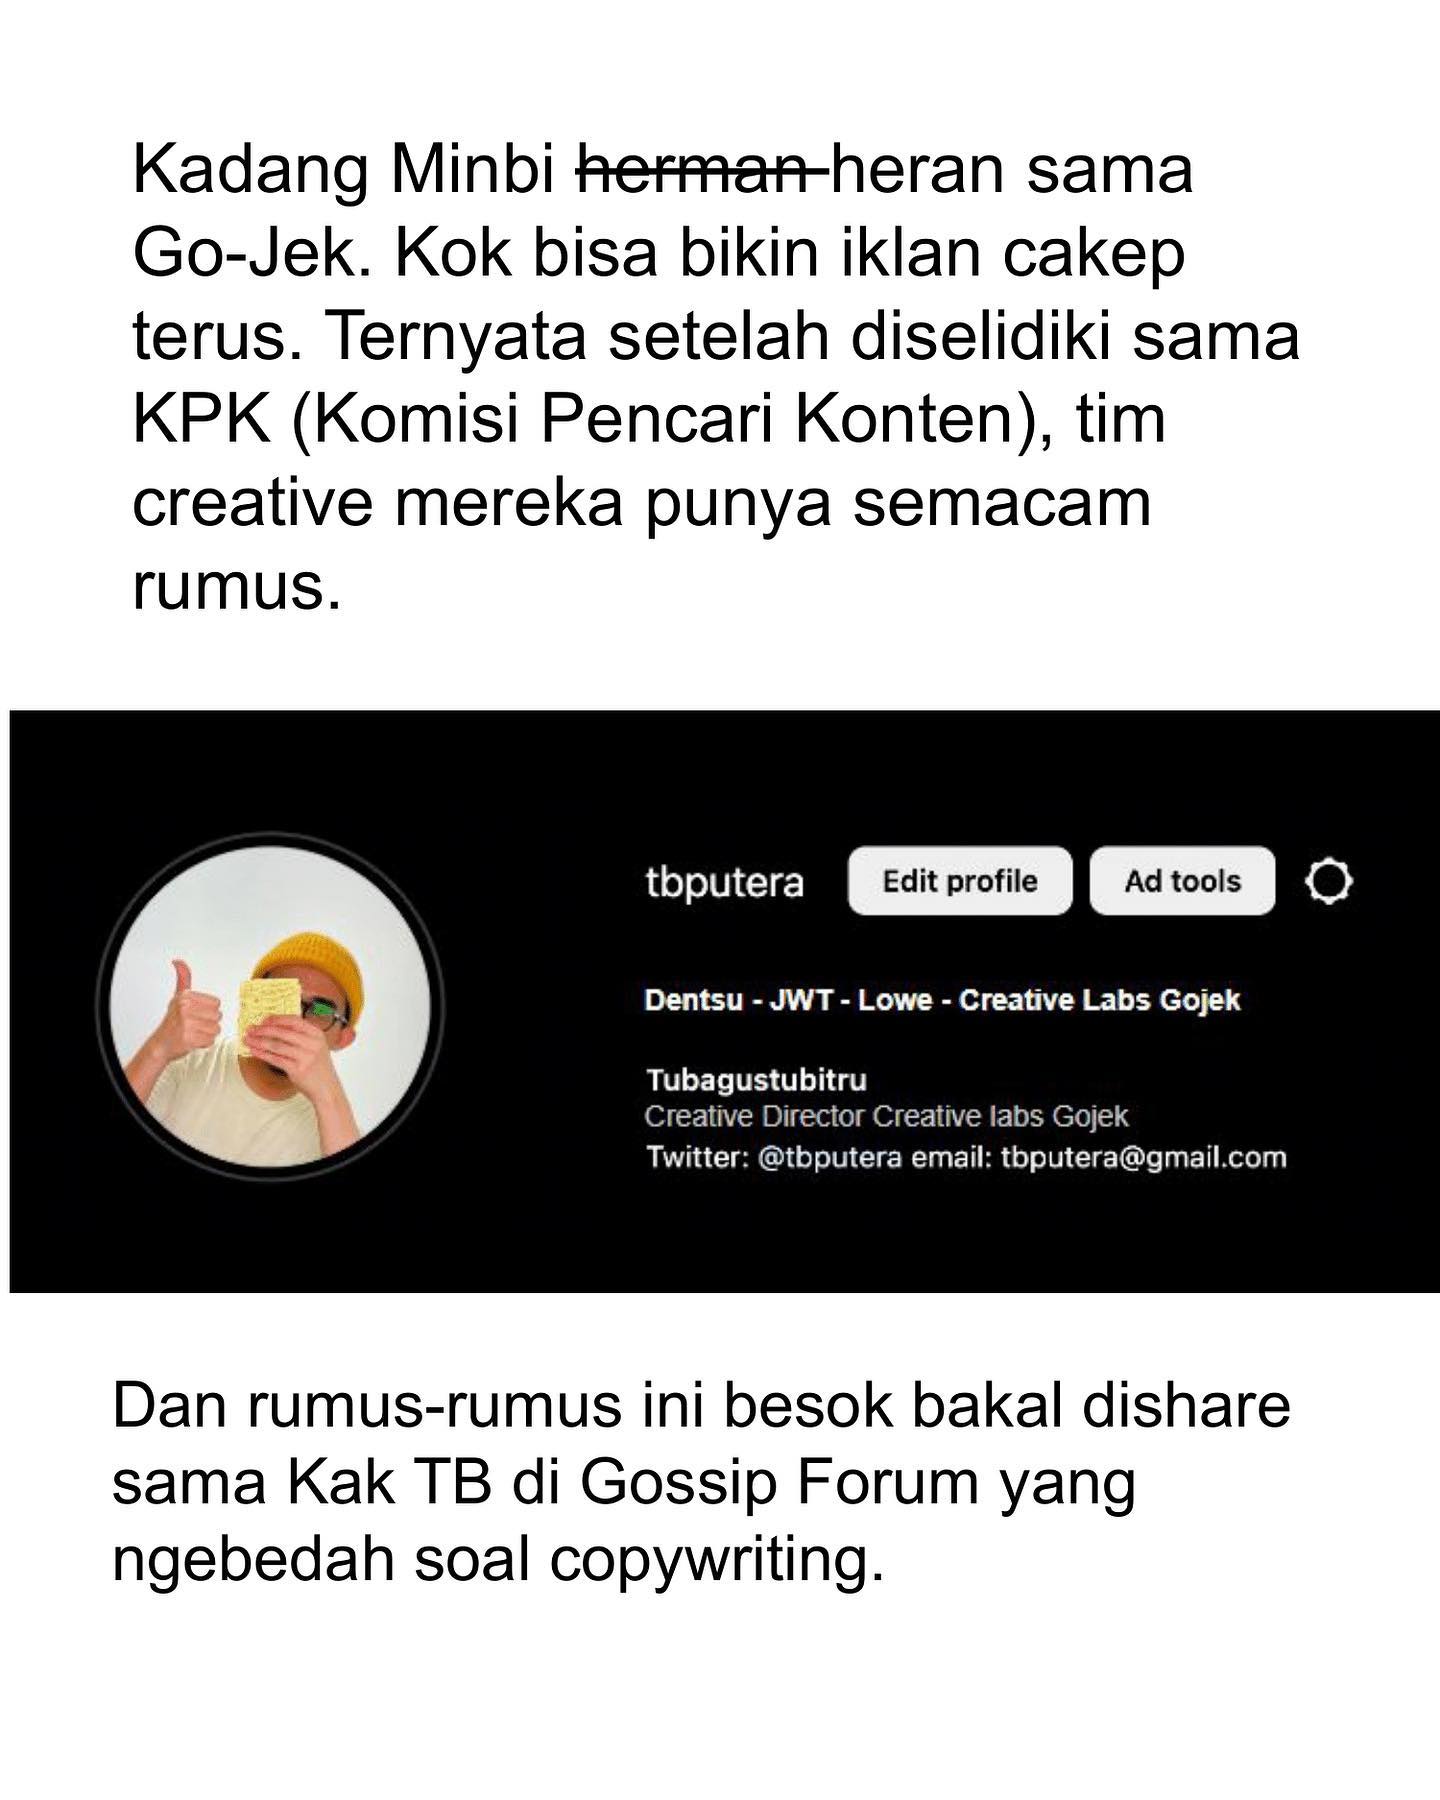 Kadang Minbi herman heran sama
Go-Jek. Kok bisa bikin iklan cakep
terus. Ternyata setelah diselidiki sama
KPK (Komisi Pencari Konten), tim
creative mereka punya semacam
rumus.
tbputera Edit profile Ad tools
Dentsu - JWT - Lowe - Creative Labs Gojek
Tubagustubitru
Creative Director Creative labs Gojek
Twitter: @tbputera email: tbputera@gmail.com
Dan rumus-rumus ini besok bakal dishare
sama Kak TB di Gossip Forum yang
ngebedah soal copywriting.